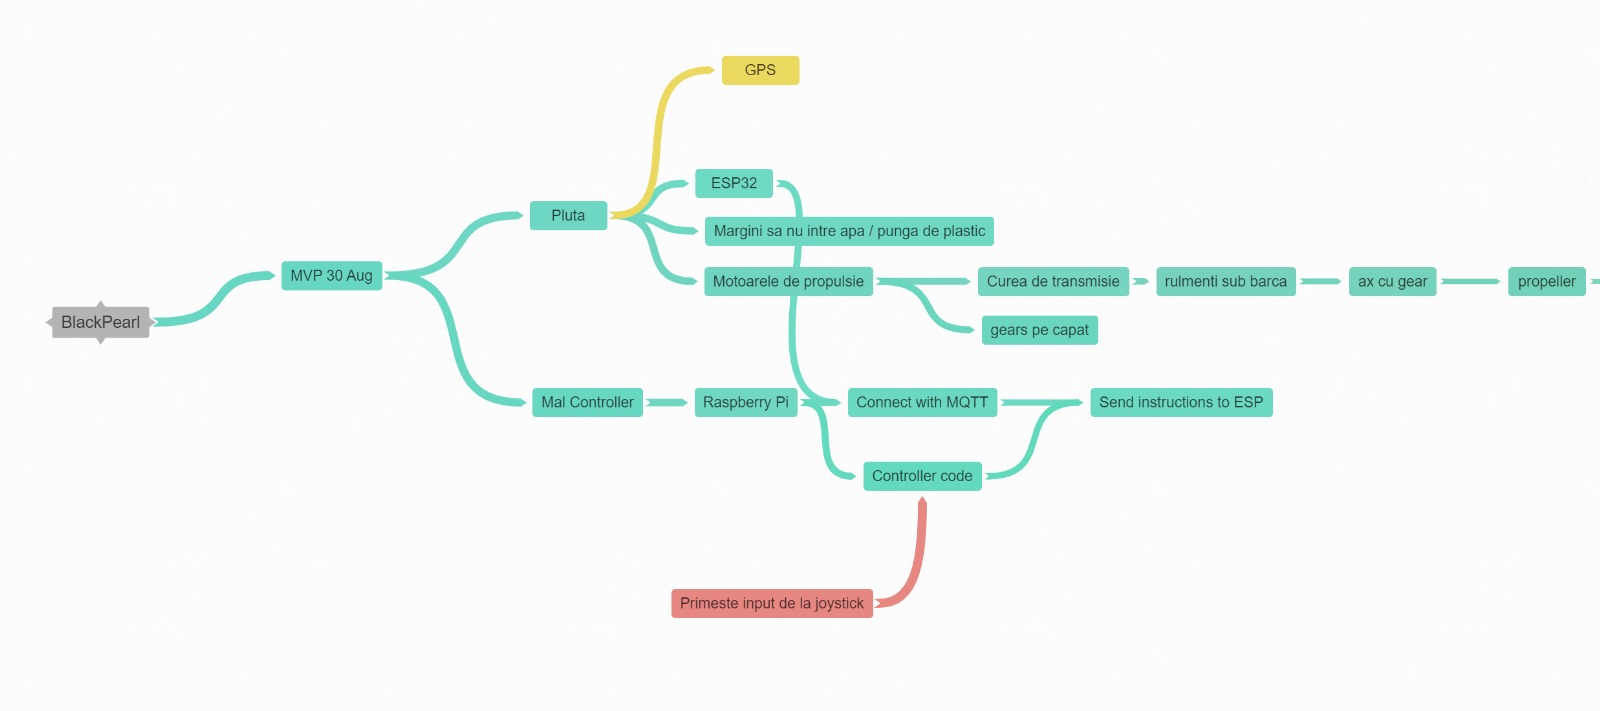 GPS
ESP32
Pluta
Margini sa nu intre apa / punga de plastic
MVP 30 Aug
Motoarele de propulsie
Curea de transmisie
rulmenti sub barca
ax cu gear
propeller
BlackPearl
gears pe capat
Mal Controller
Raspberry Pi
Connect with MQTT
Send instructions to ESP
Controller code
Primeste input de la joystick